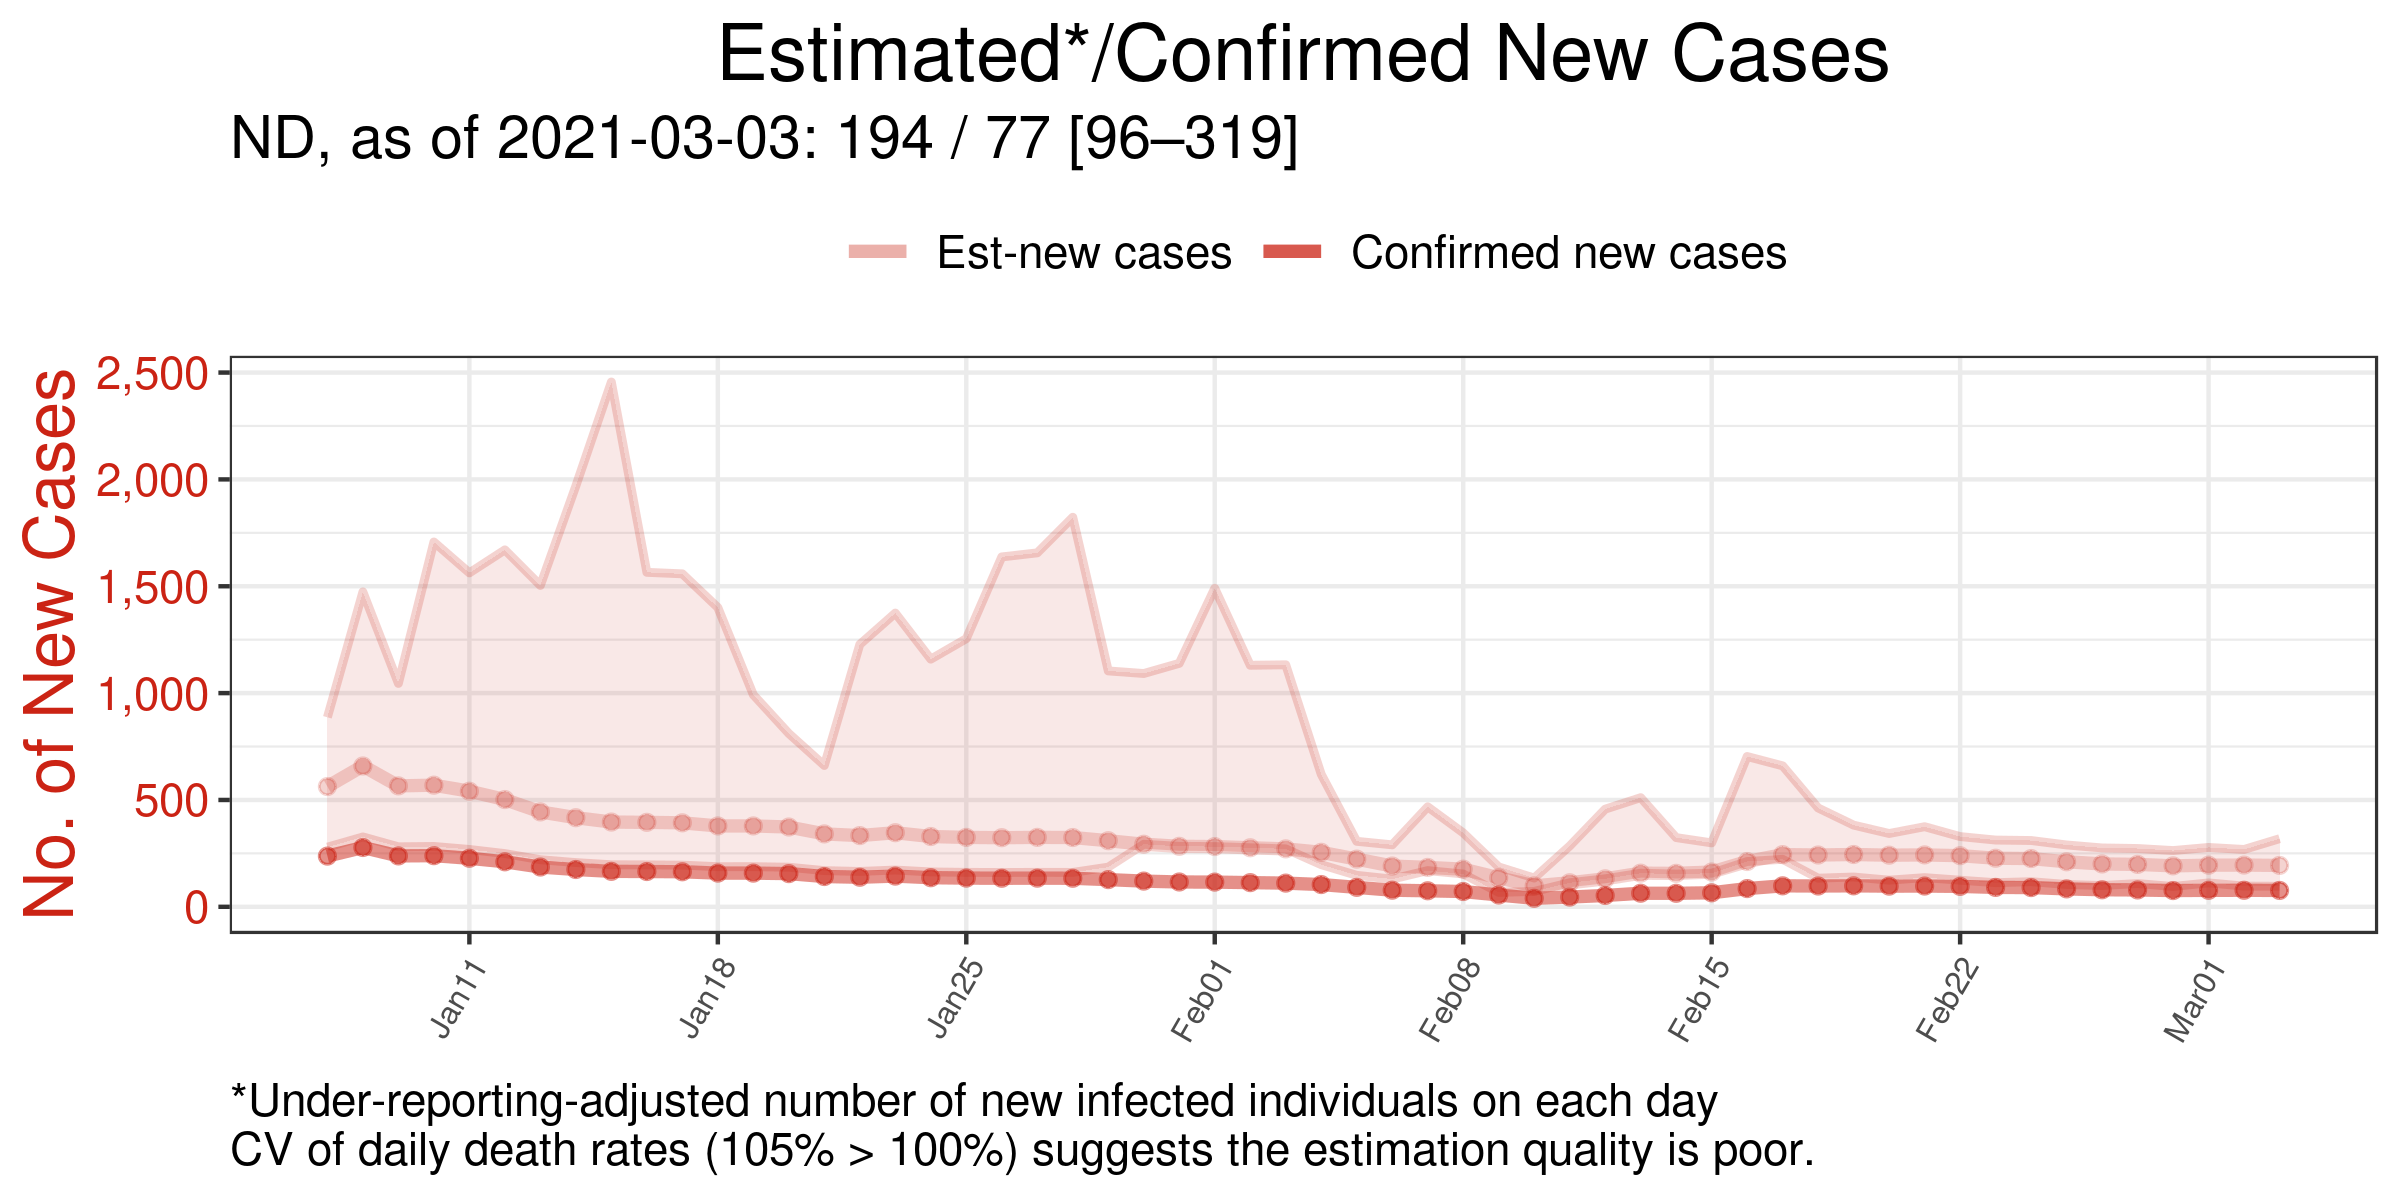 Estimated*/Confirmed New Cases
ND, as of 2021-03-03: 194 / 77 [96–319]
Est-new cases
Confirmed new cases
No. of New Cases
2,500
2,000
1,500
1,000
500
0
Jan11
Jan18
Jan25
Feb01
Feb08
Feb15
Feb22
Mar01
*Under-reporting-adjusted number of new infected individuals on each day
CV of daily death rates (105% > 100%) suggests the estimation quality is poor.